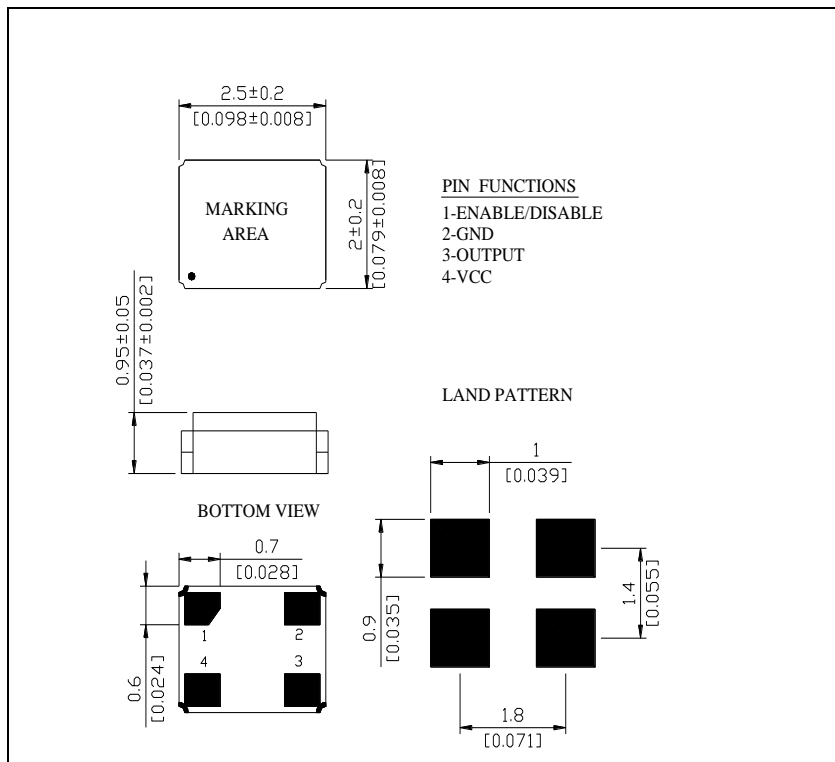 2.5±0.2
[0.098±0.008]
MARKING
AREA
2±0.2
[0.079±0.008]
PIN FUNCTIONS
1-ENABLE/DISABLE
2-GND
3-OUTPUT
4-VCC
0.95±0.05
[0.037±0.002]
LAND PATTERN
1
[0.039]
BOTTOM VIEW
0.7
[0.028]
1
2
4
3
0.6
[0.024]
0.9
[0.035]
1.4
[0.055]
1.8
[0.071]